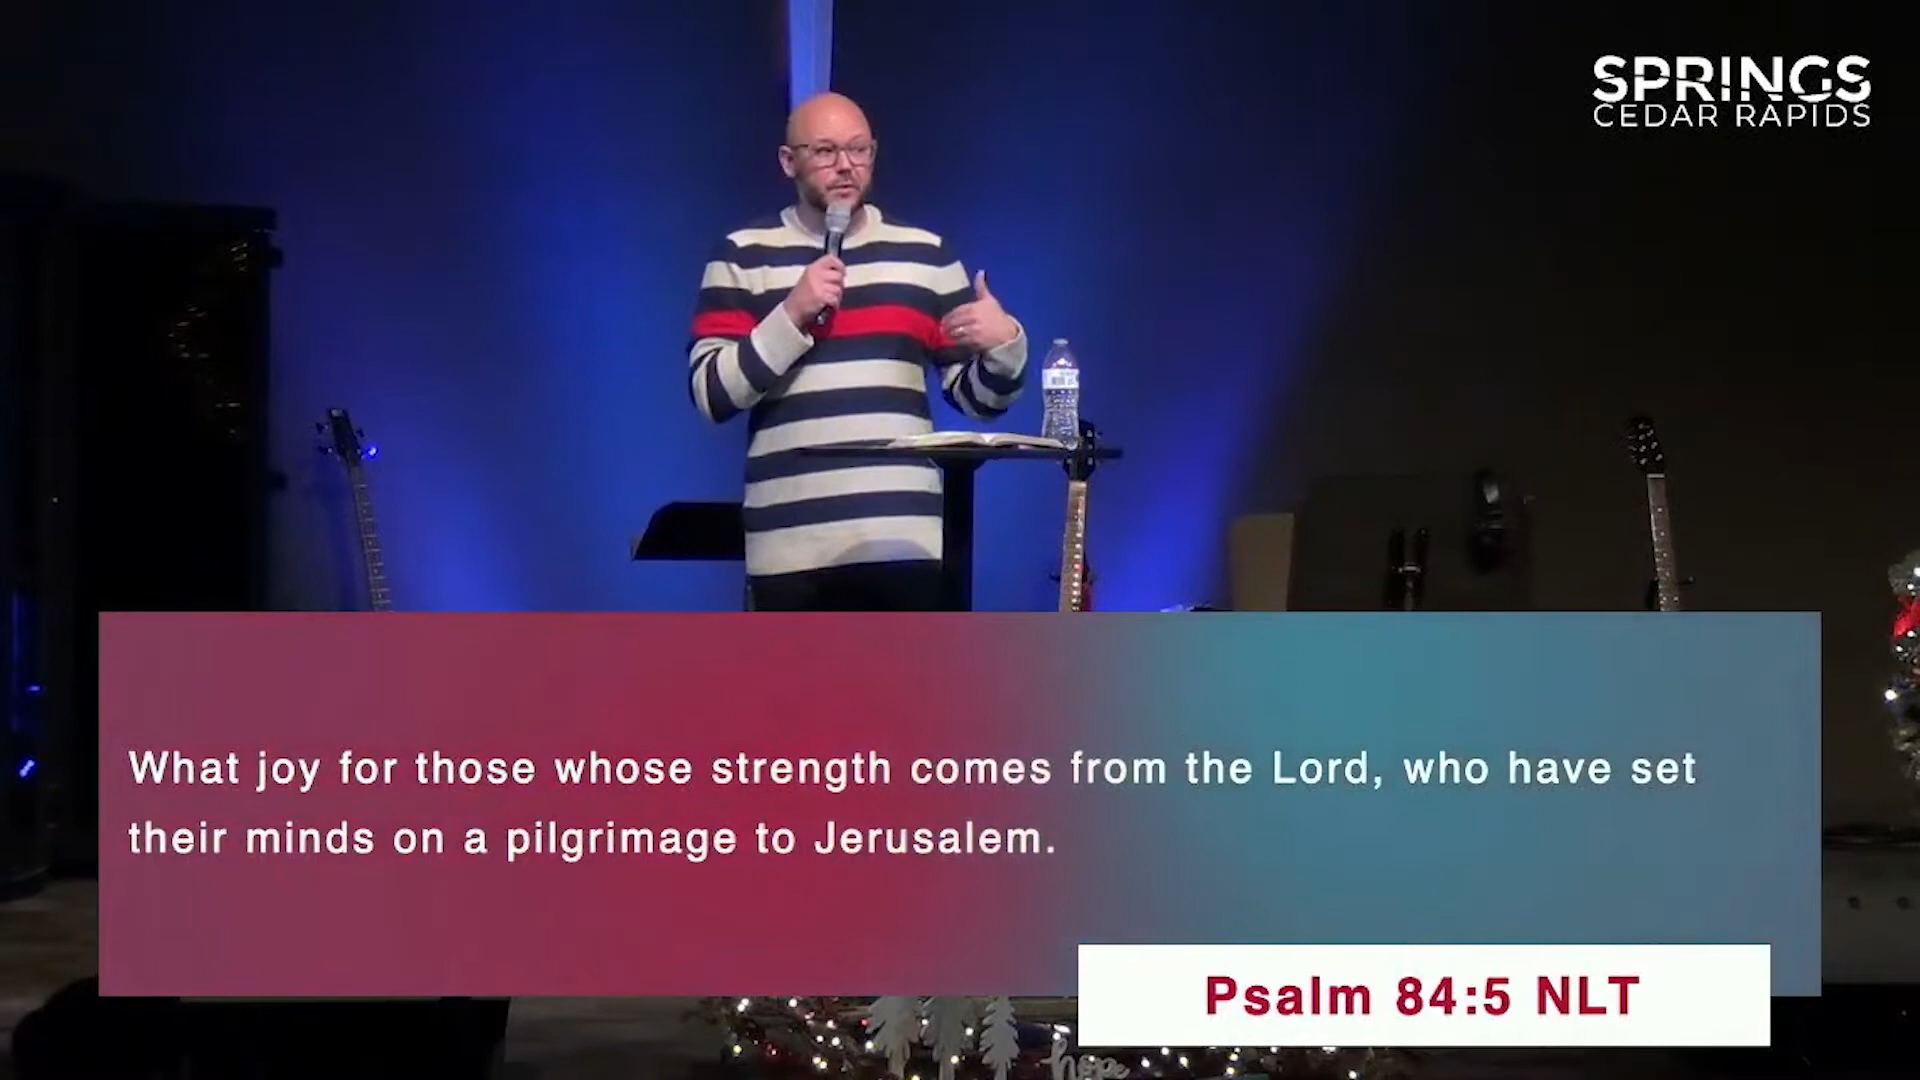 SPRINGS
CEDAR RAPIDS
What joy for those whose strength comes from the Lord, who have set
their minds on a pilgrimage to Jerusalem.
Psalm 84:5 NLT
hope